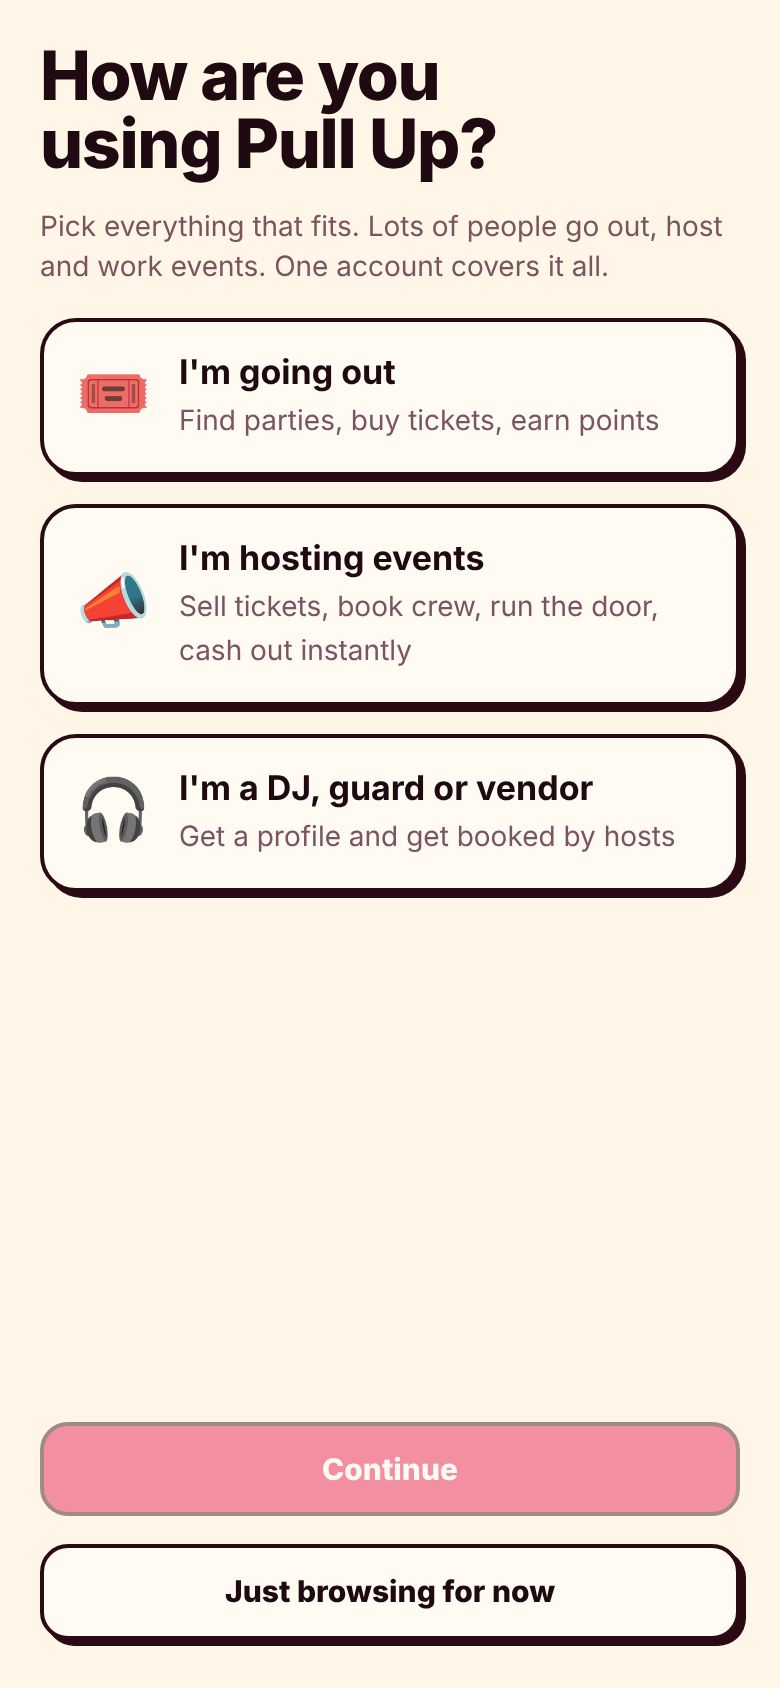 How are you
using Pull Up?
Pick everything that fits. Lots of people go out, host
and work events. One account covers it all.
I'm going out
Find parties, buy tickets, earn points
I'm hosting events
Sell tickets, book crew, run the door,
cash out instantly
I'm a DJ, guard or vendor
Get a profile and get booked by hosts
Continue
Just browsing for now